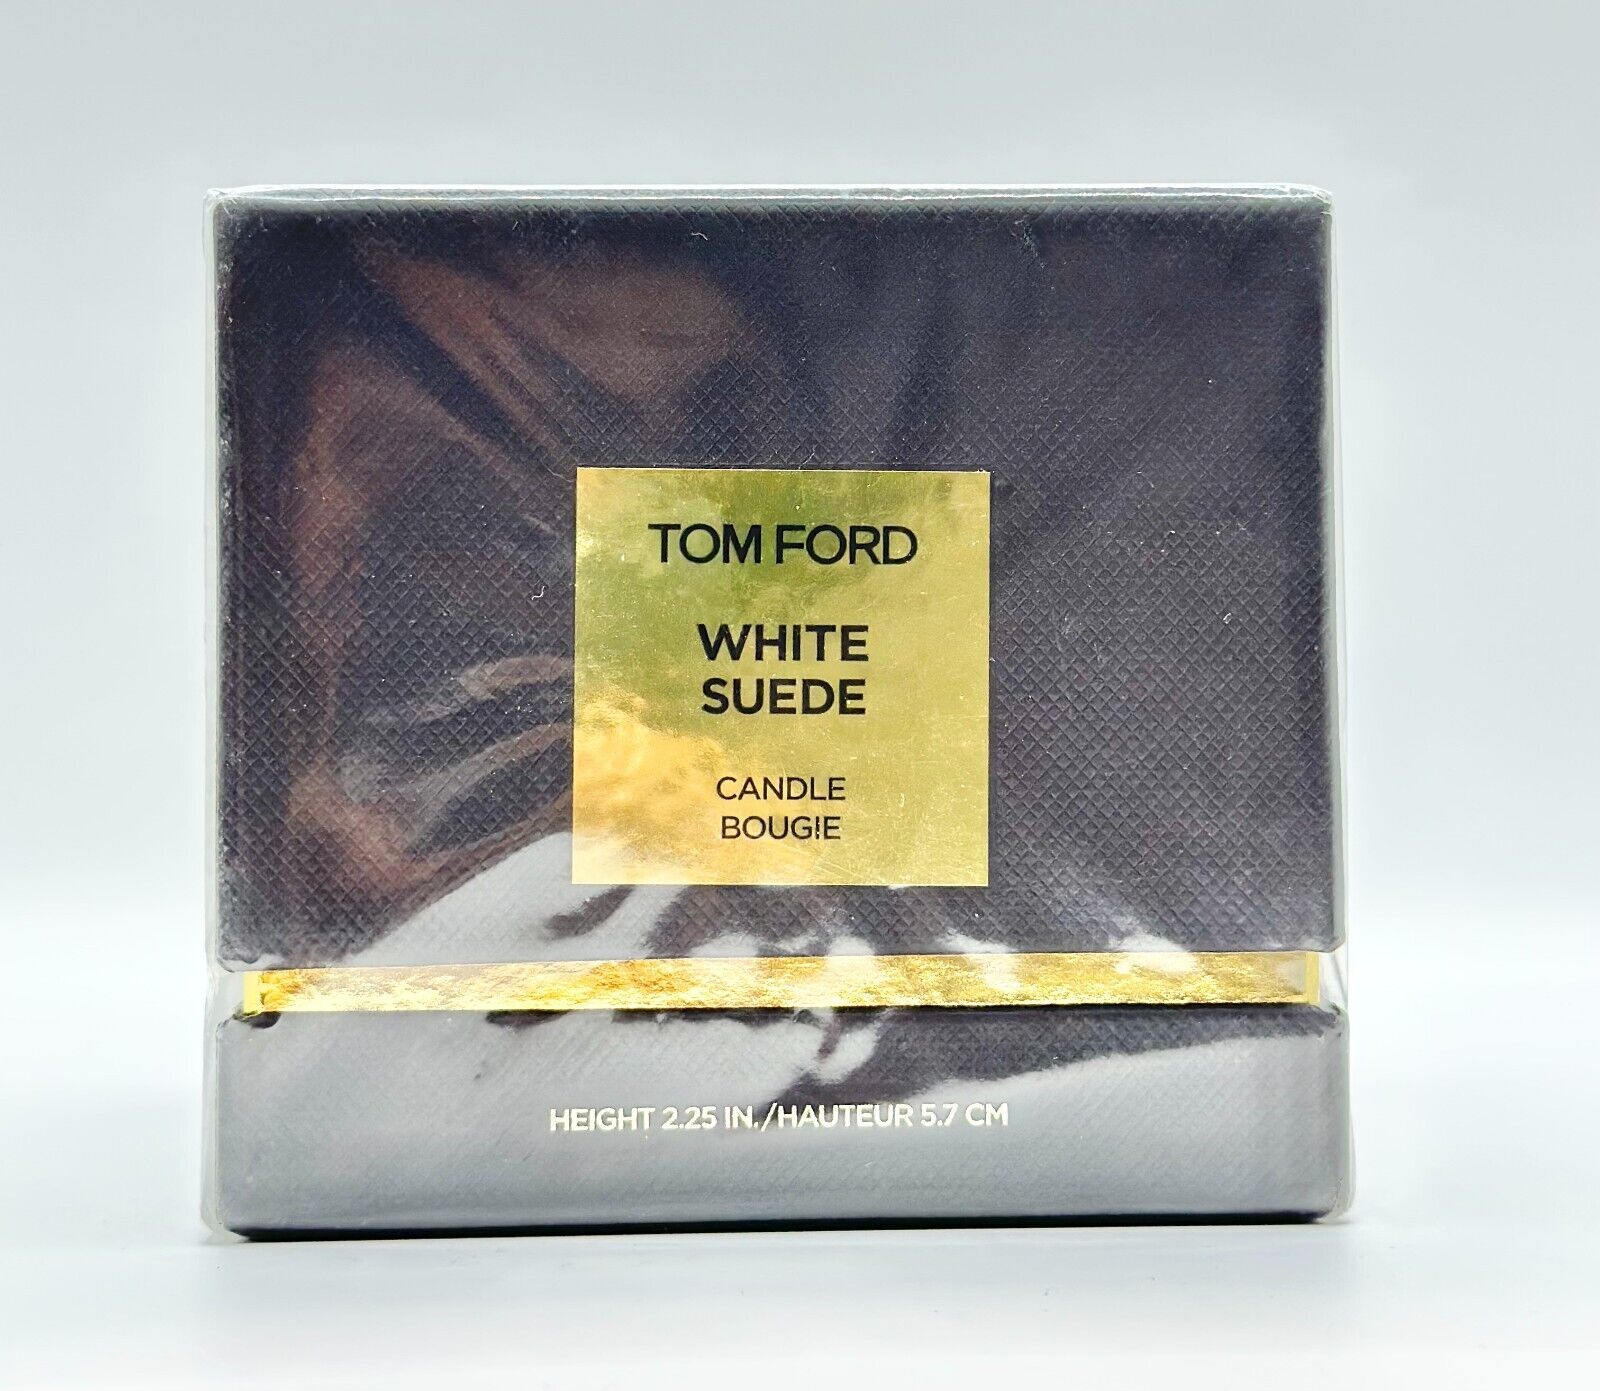 TOM FORD
WHITE
SUEDE
CANDLE
BOUGIE
HEIGHT 2.25 IN./HAUTEUR 5.7 CM